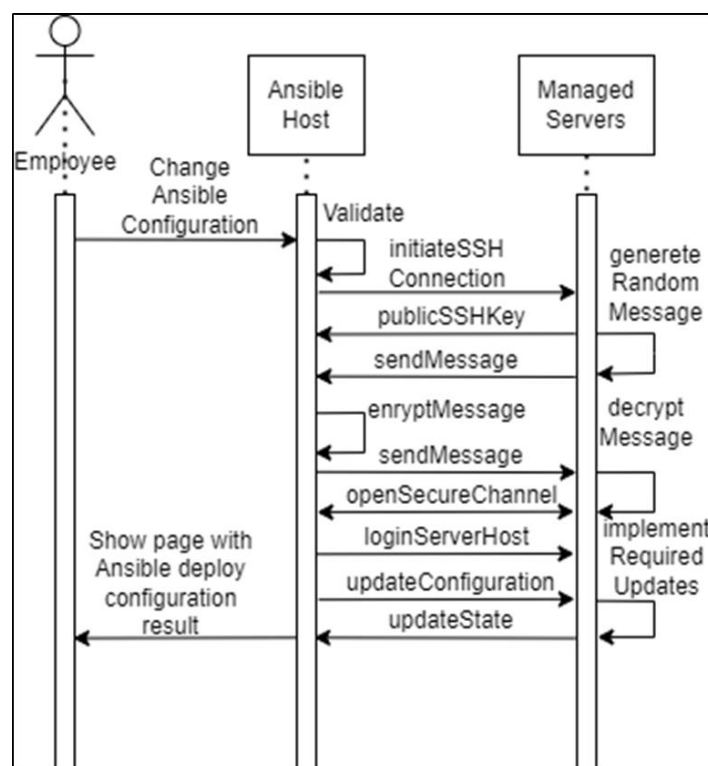 Employee
Ansible
Host
Managed
Servers
Change
Ansible
Configuration
Validate
initiateSSH
Connection
generete
Random
Message
publicSSHKey
sendMessage
enryptMessage
decrypt
Message
sendMessage
openSecureChannel
loginServerHost
implement
Required
Updates
updateConfiguration
updateState
Show page with
Ansible deploy
configuration
result